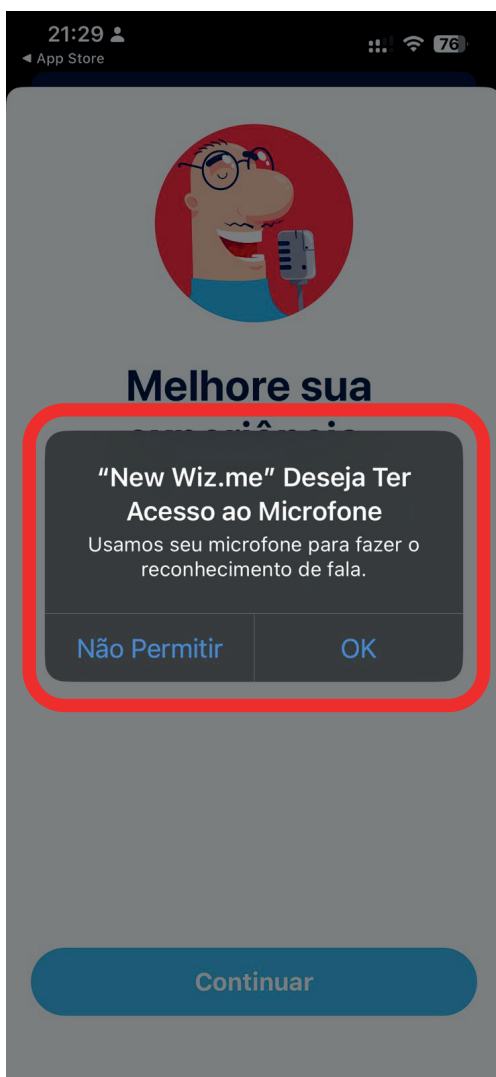 21:29
◀ App Store
76
Melhore sua
"New Wiz.me" Deseja Ter
Acesso ao Microfone
Usamos seu microfone para fazer o
reconhecimento de fala.
Não Permitir
OK
Continuar